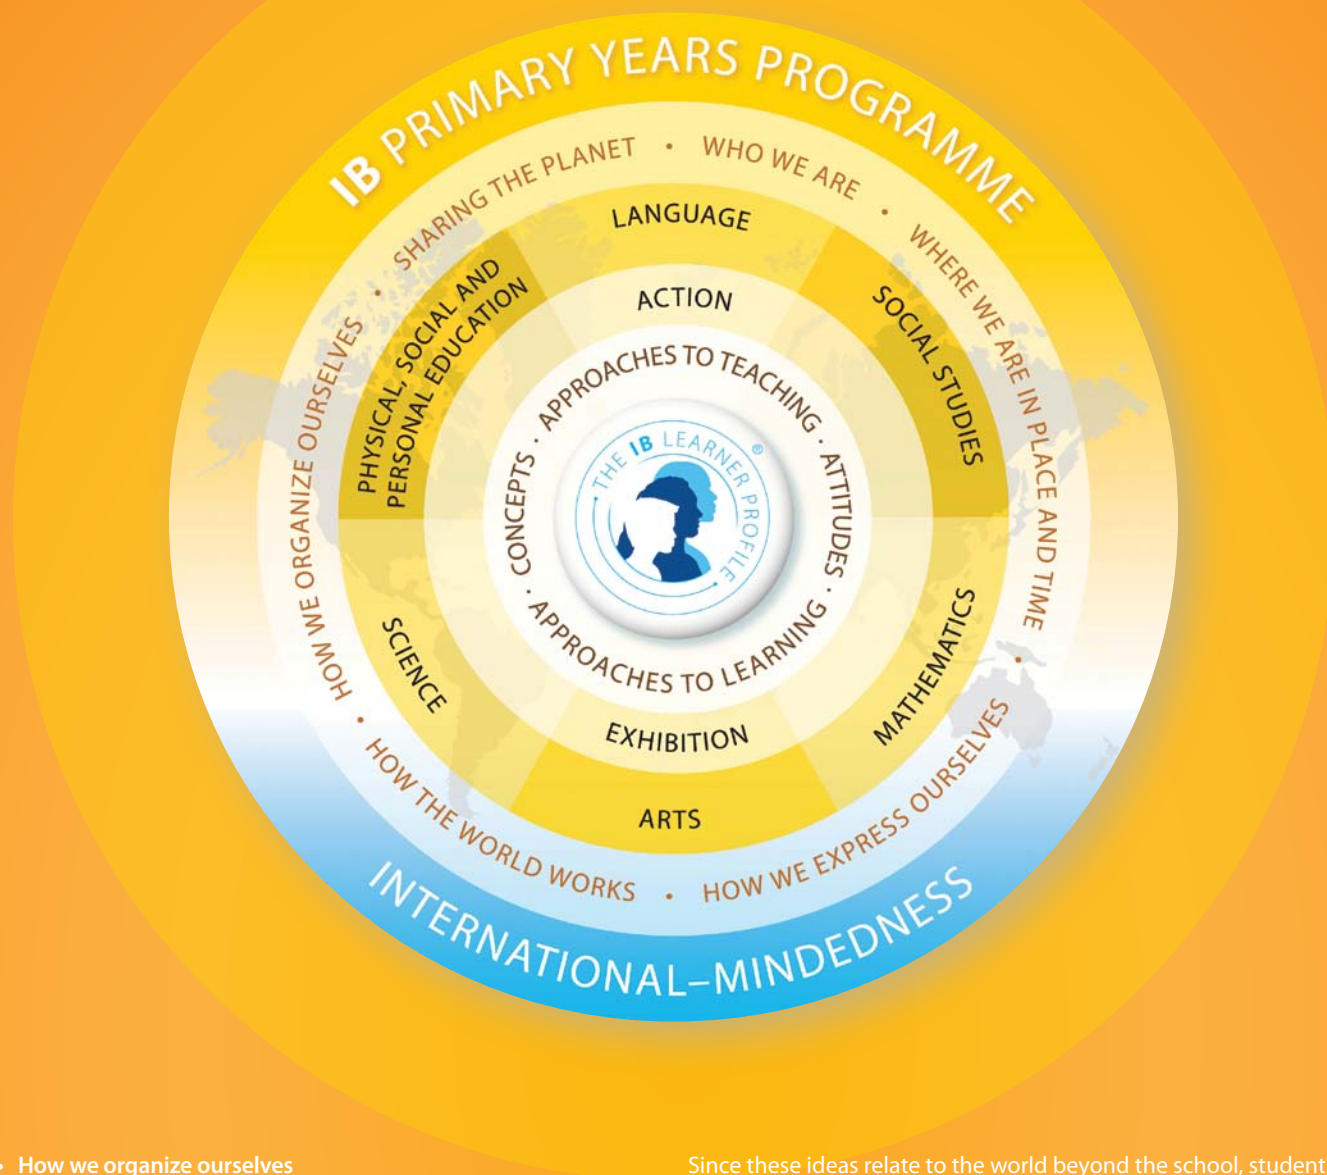 IB PRIMARY YEARS PROGRAMME
SHARING THE PLANET • WHO WE ARE • WHERE WE ARE IN PLACE AND TIME •
HOW WE EXPRESS OURSELVES •
HOW THE WORLD WORKS •
HOW WE ORGANIZE OURSELVES •
LANGUAGE
SOCIAL STUDIES
MATHEMATICS
ARTS
SCIENCE
PHYSICAL, SOCIAL AND
PERSONAL EDUCATION
ACTION
EXHIBITION
APPROACHES TO TEACHING · ATTITUDES ·
APPROACHES TO LEARNING
· CONCEPTS ·
THE IB LEARNER PROFILE ®
INTERNATIONAL–MINDEDNESS
• How we organize ourselves
Since these ideas relate to the world beyond the school, student